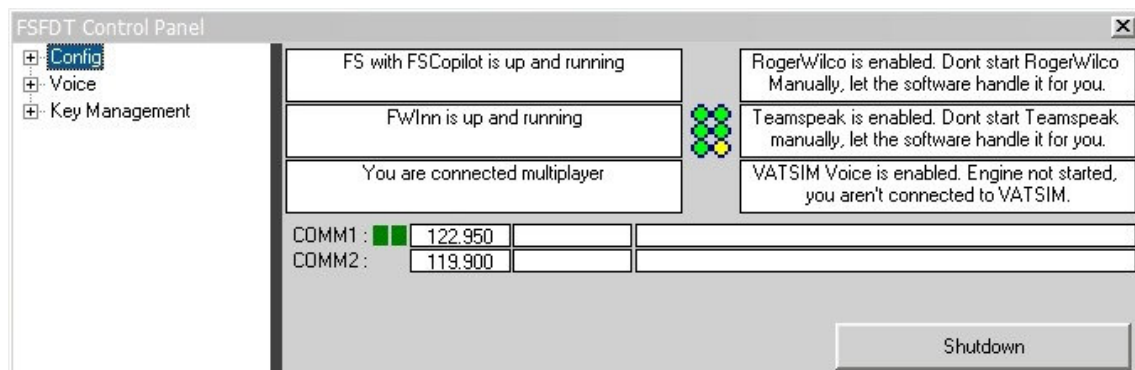 FSFDT Control Panel
Config
Voice
Key Management
FS with FSCopilot is up and running
RogerWilco is enabled. Dont start RogerWilco
Manually, let the software handle it for you.
FWInn is up and running
Teamspeak is enabled. Dont start Teamspeak
manually, let the software handle it for you.
You are connected multiplayer
VATSIM Voice is enabled. Engine not started,
you aren't connected to VATSIM.
COMM1 : 122.950
COMM2 : 119.900
Shutdown